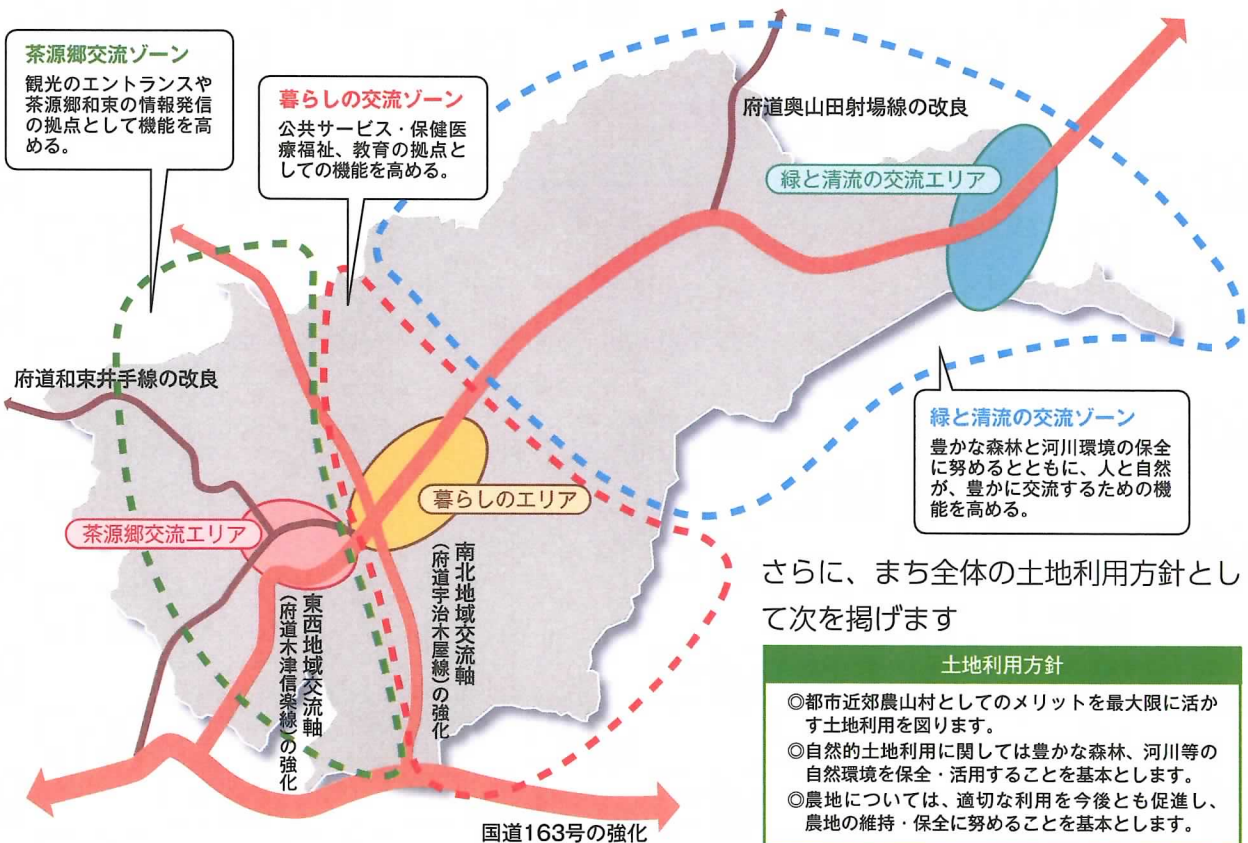 茶源郷交流ゾーン
観光のエントランスや
茶源郷和束の情報発信
の拠点として機能を高
める。
暮らしの交流ゾーン
公共サービス・保健医
療福祉、教育の拠点と
しての機能を高める。
府道奥山田射場線の改良
緑と清流の交流エリア
府道和束井手線の改良
緑と清流の交流ゾーン
豊かな森林と河川環境の保全
に努めるとともに、人と自然
が、豊かに交流するための機
能を高める。
暮らしのエリア
茶源郷交流エリア
南北地域交流軸
(府道宇治木屋線)の強化
東西地域交流軸
(府道木津信楽線)の強化
国道163号の強化
さらに、まち全体の土地利用方針とし
て次を掲げます
土地利用方針
◎都市近郊農山村としてのメリットを最大限に活か
す土地利用を図ります。
◎自然的土地利用に関しては豊かな森林、河川等の
自然環境を保全・活用することを基本とします。
◎農地については、適切な利用を今後とも促進し、
農地の維持・保全に努めることを基本とします。